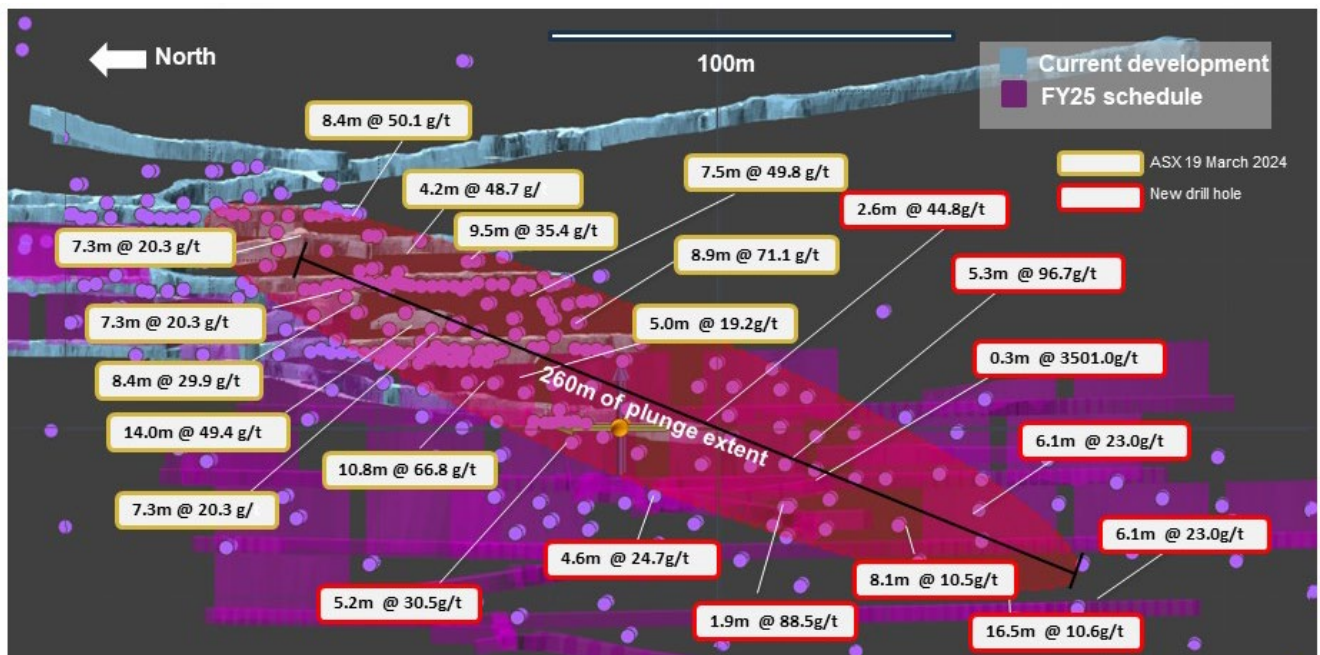 North
100m
Current development
FY25 schedule
ASX 19 March 2024
New drill hole
8.4m @ 50.1 g/t
4.2m @ 48.7 g/
7.5m @ 49.8 g/t
2.6m @ 44.8g/t
7.3m @ 20.3 g/t
9.5m @ 35.4 g/t
8.9m @ 71.1 g/t
5.3m @ 96.7g/t
7.3m @ 20.3 g/t
5.0m @ 19.2g/t
0.3m @ 3501.0g/t
8.4m @ 29.9 g/t
260m of plunge extent
14.0m @ 49.4 g/t
6.1m @ 23.0g/t
10.8m @ 66.8 g/t
7.3m @ 20.3 g/
6.1m @ 23.0g/t
4.6m @ 24.7g/t
8.1m @ 10.5g/t
5.2m @ 30.5g/t
1.9m @ 88.5g/t
16.5m @ 10.6g/t